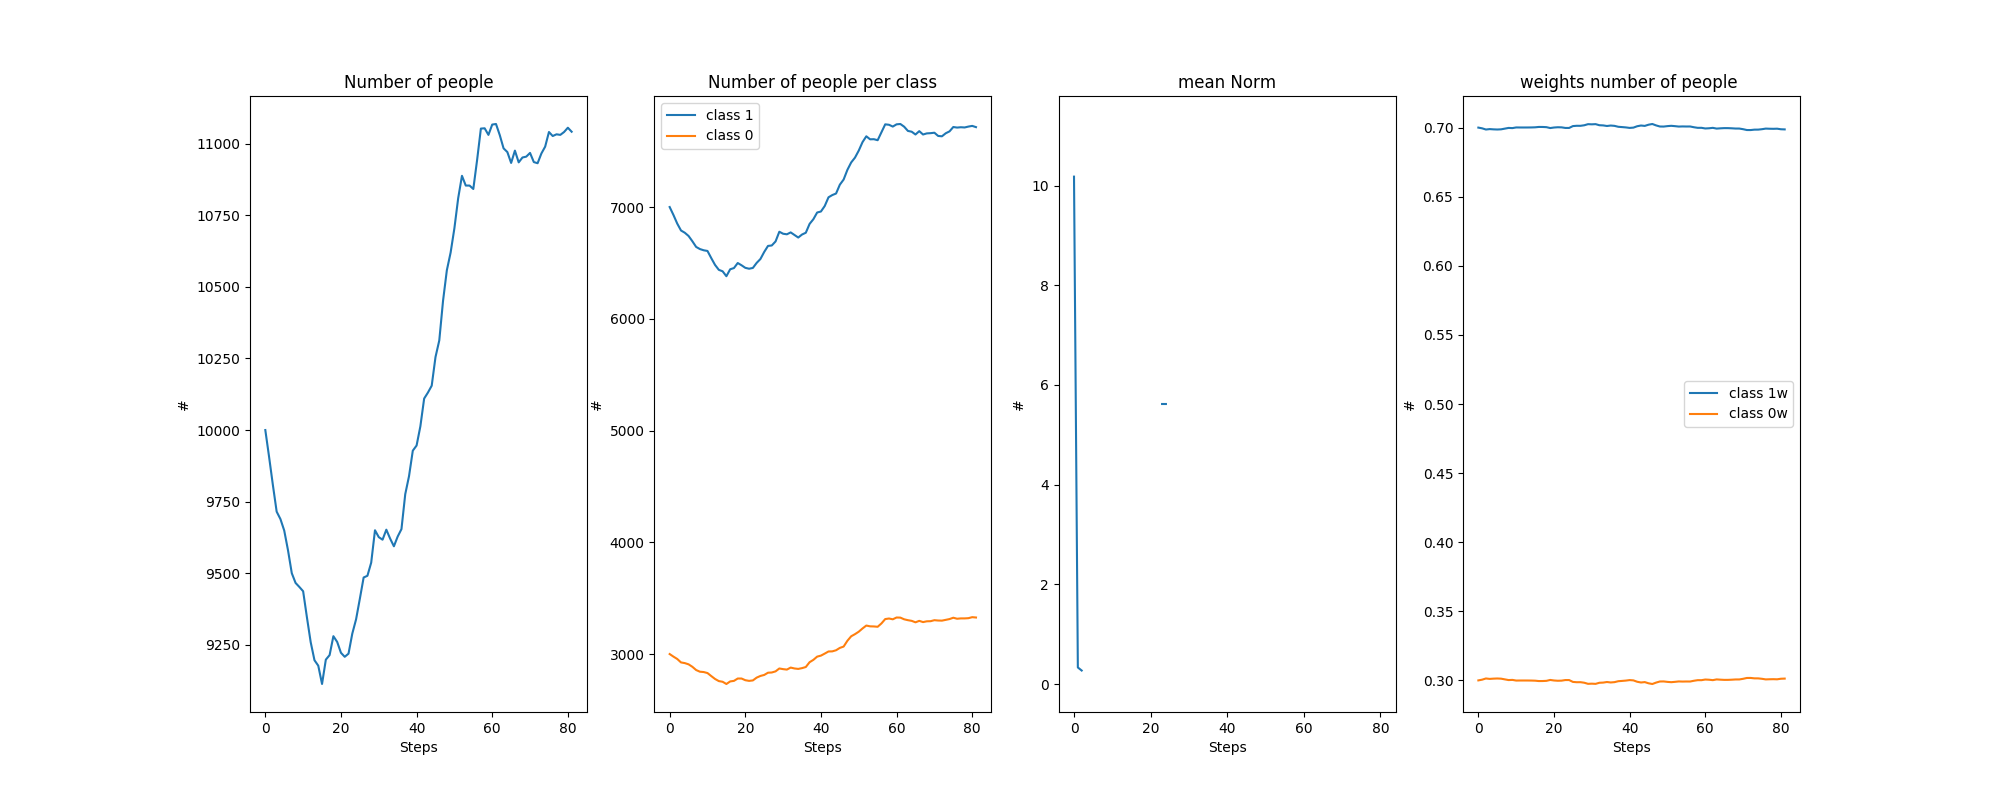 Number of people
11000
10750
10500
10250
10000
9750
9500
9250
#
0 20 40 60 80
Steps
Number of people per class
class 1
class 0
7000
6000
5000
4000
3000
#
0 20 40 60 80
Steps
mean Norm
10
8
6
4
2
0
#
0 20 40 60 80
Steps
weights number of people
0.70
0.65
0.60
0.55
0.50
0.45
0.40
0.35
0.30
#
class 1w
class 0w
0 20 40 60 80
Steps